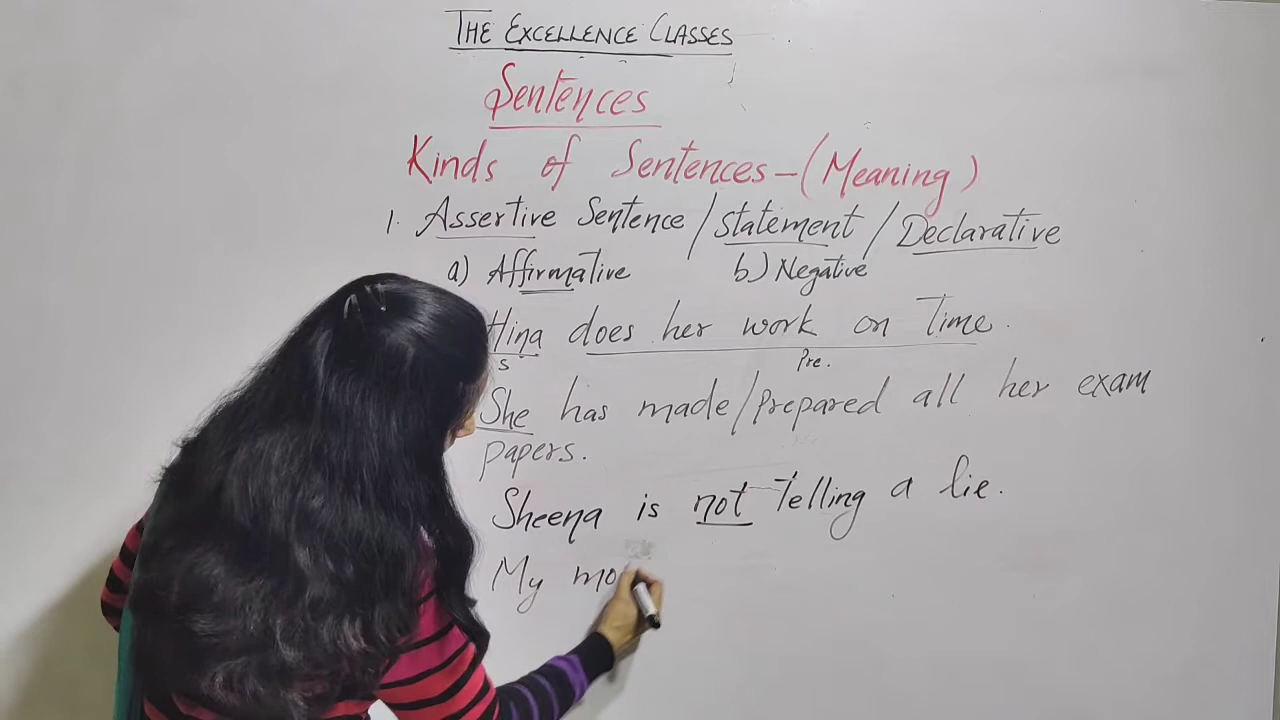 THE EXCELLENCE CLASSES
Sentences
Kinds of Sentences-(Meaning)
1. Assertive Sentence/Statement/Declarative
a) Affirmative b) Negative
Hina does her work on Time.
s Pre.
She has made/prepared all her exam
papers.
Sheena is not Telling a lie.
My mo